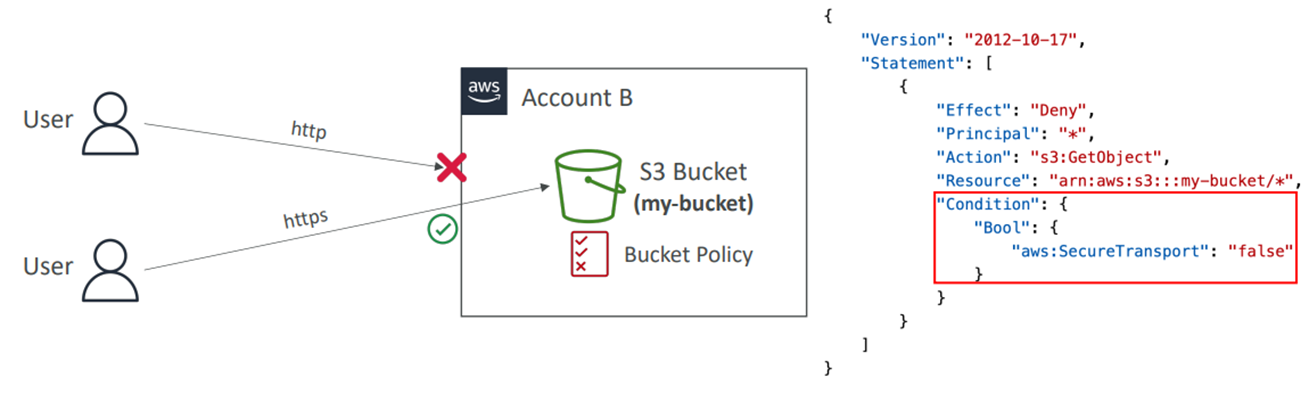 User
http
User
https
aws
Account B
S3 Bucket
(my-bucket)
Bucket Policy
{
    "Version": "2012-10-17",
    "Statement": [
        {
            "Effect": "Deny",
            "Principal": "*",
            "Action": "s3:GetObject",
            "Resource": "arn:aws:s3:::my-bucket/*",
            "Condition": {
                "Bool": {
                    "aws:SecureTransport": "false"
                }
            }
        }
    ]
}